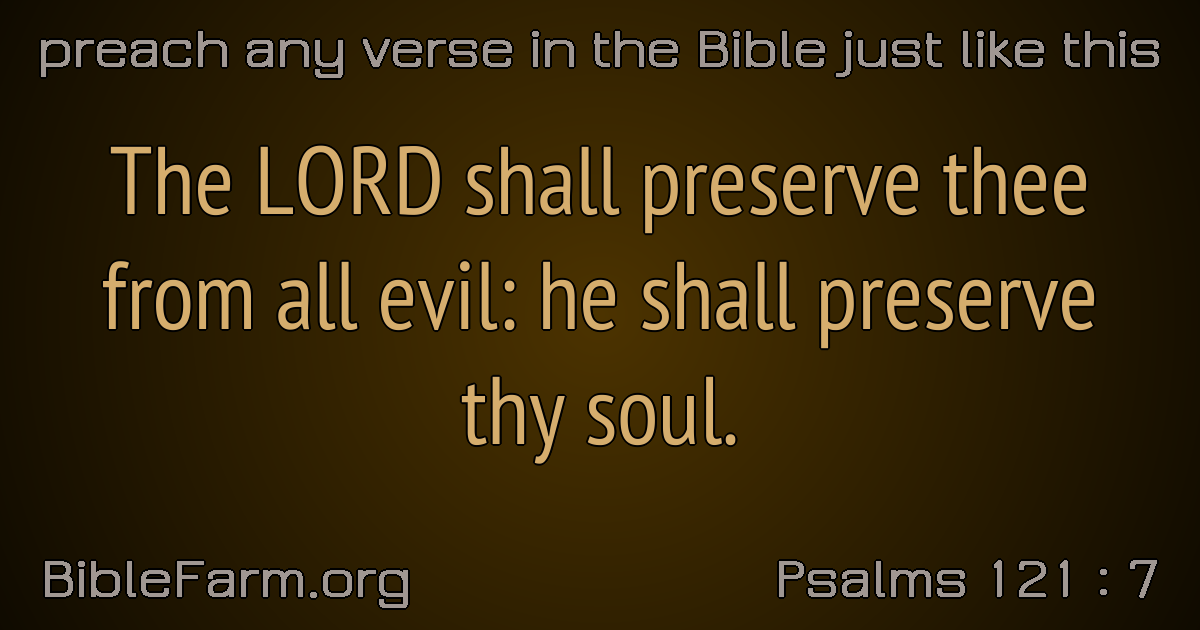 preach any verse in the Bible just like this
The LORD shall preserve thee
from all evil: he shall preserve
thy soul.
BibleFarm.org
Psalms 121 : 7